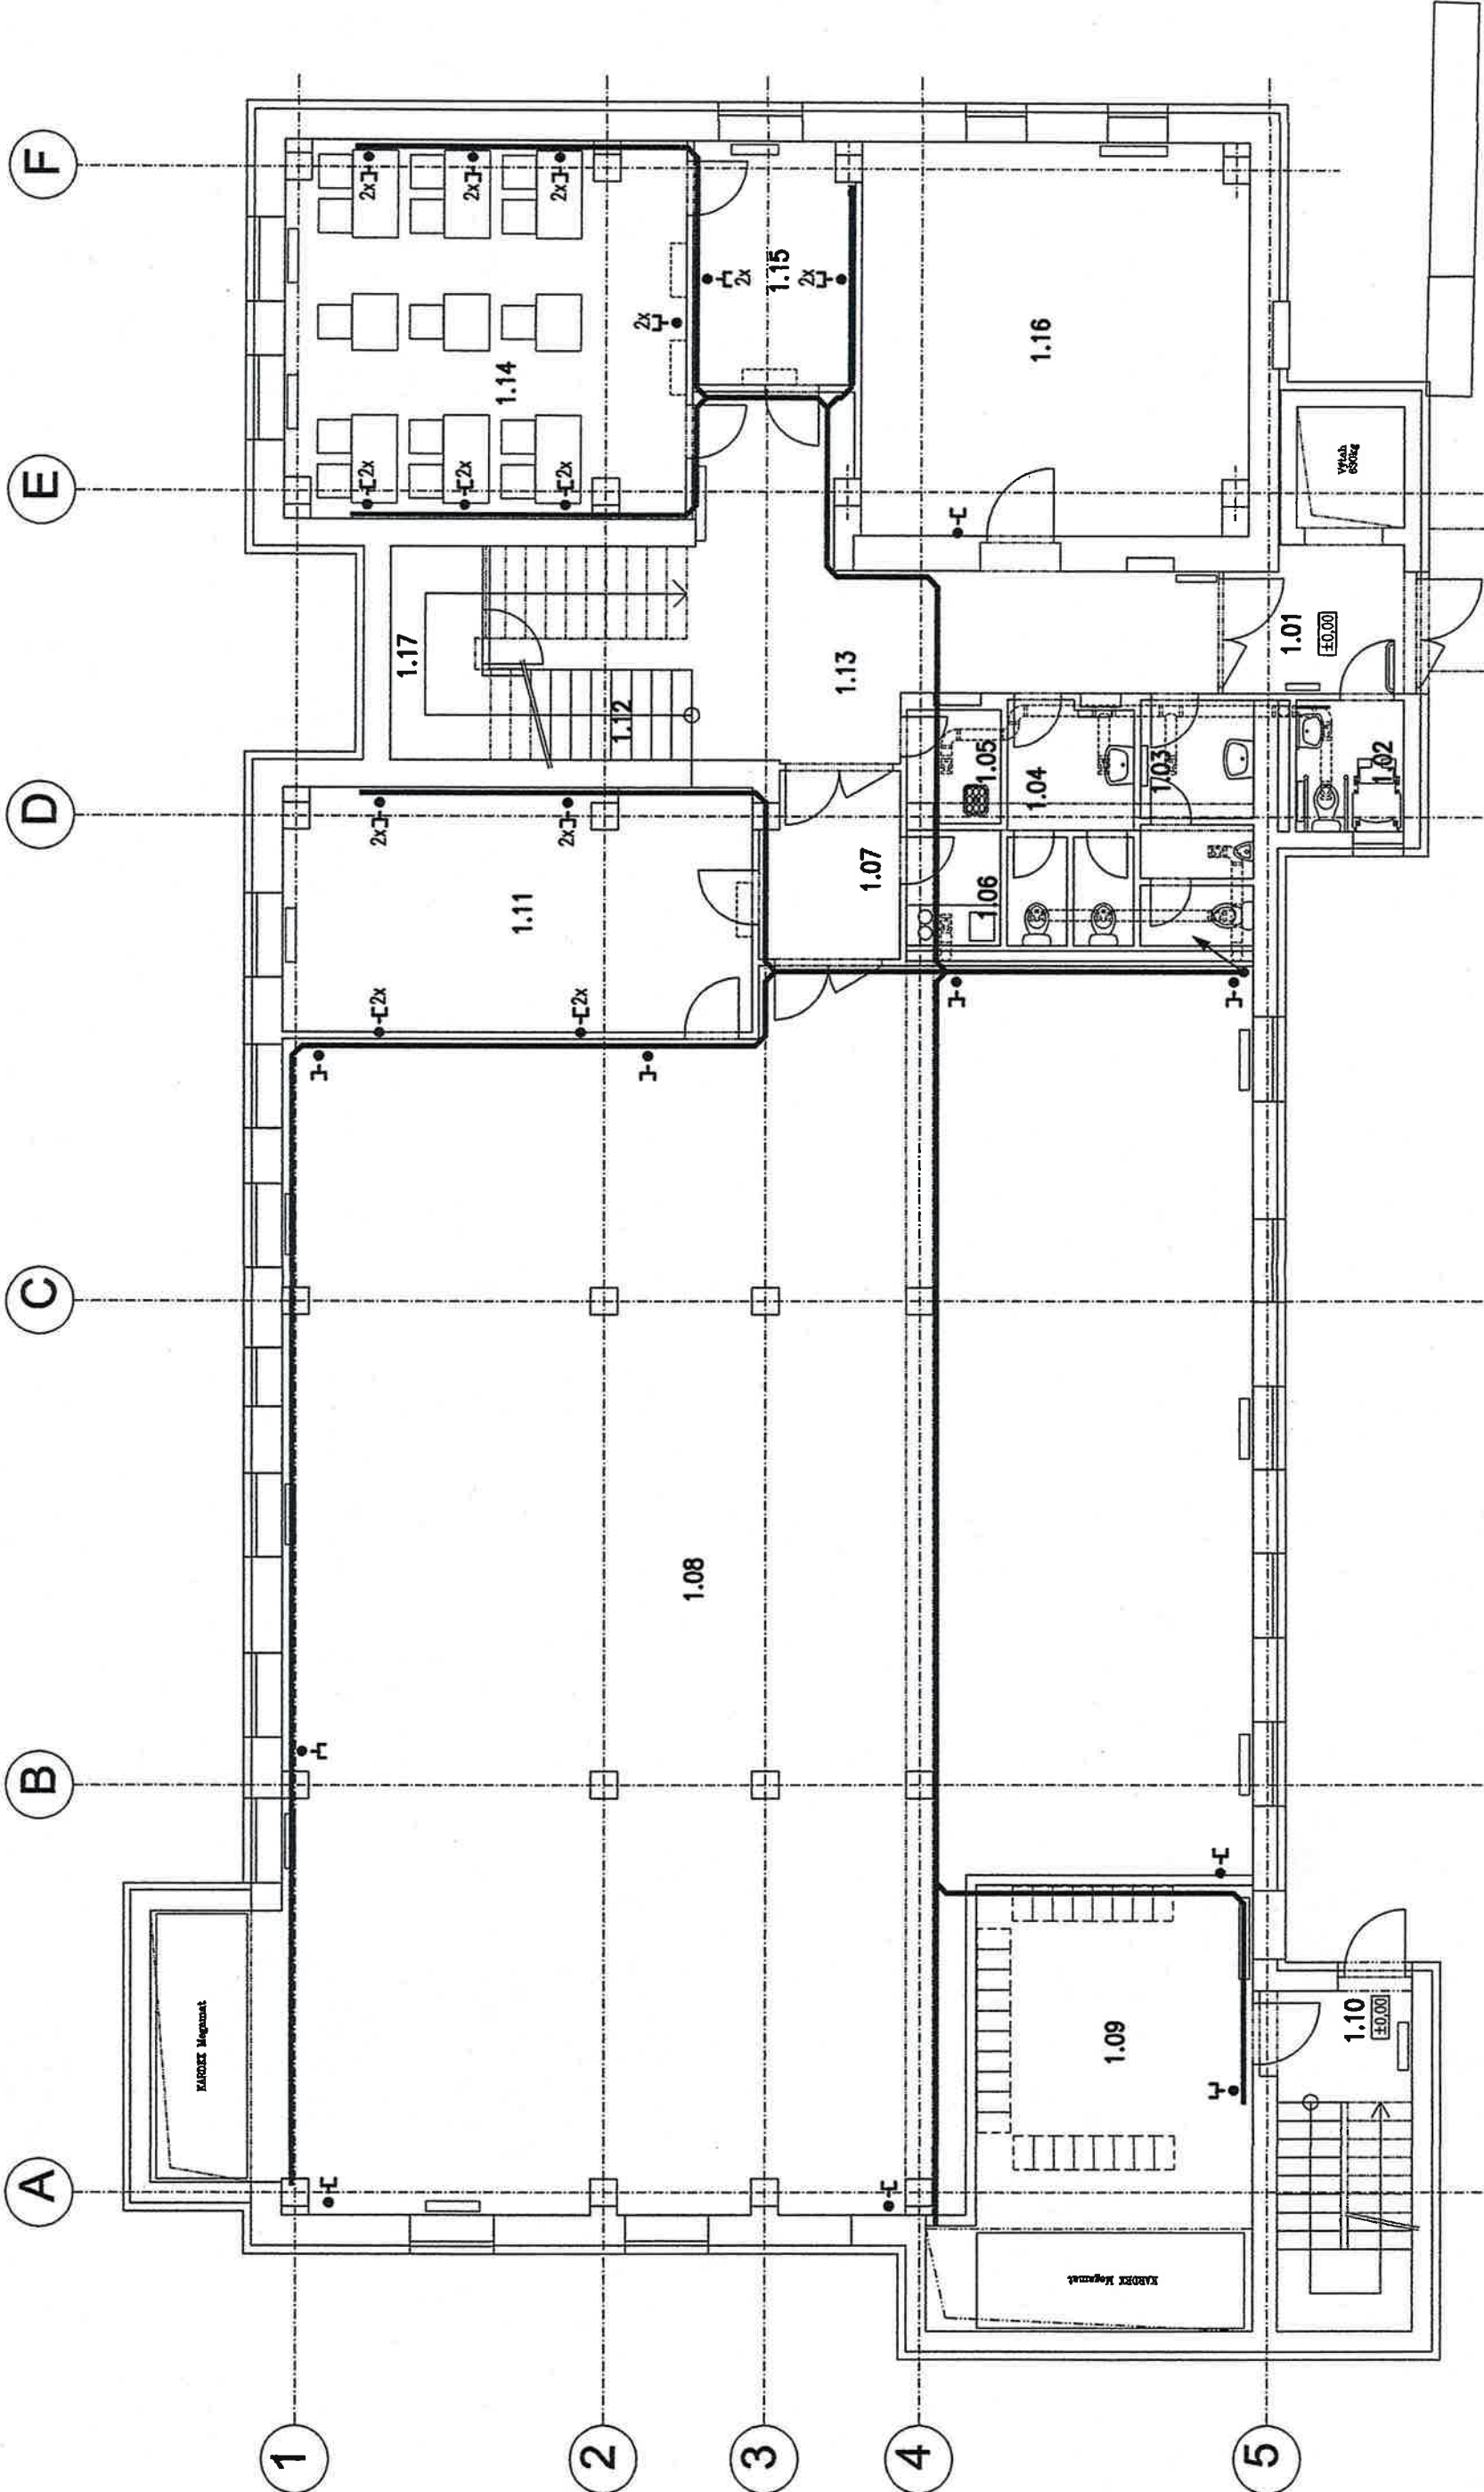 A
B
C
D
E
F
1
2
3
4
5
KARDEX Megamat
1.11
1.17
1.12
1.14
2x
2x
2x
2x
2x
2x
2x
2x
2x
2x
2x
2x
2x
1.08
1.07
1.13
1.15
1.06
1.05
1.04
1.03
1.16
1.09
KARDEX Megamat
1.10
±0,00
1.02
1.01
±0,00
Výtah
630kg